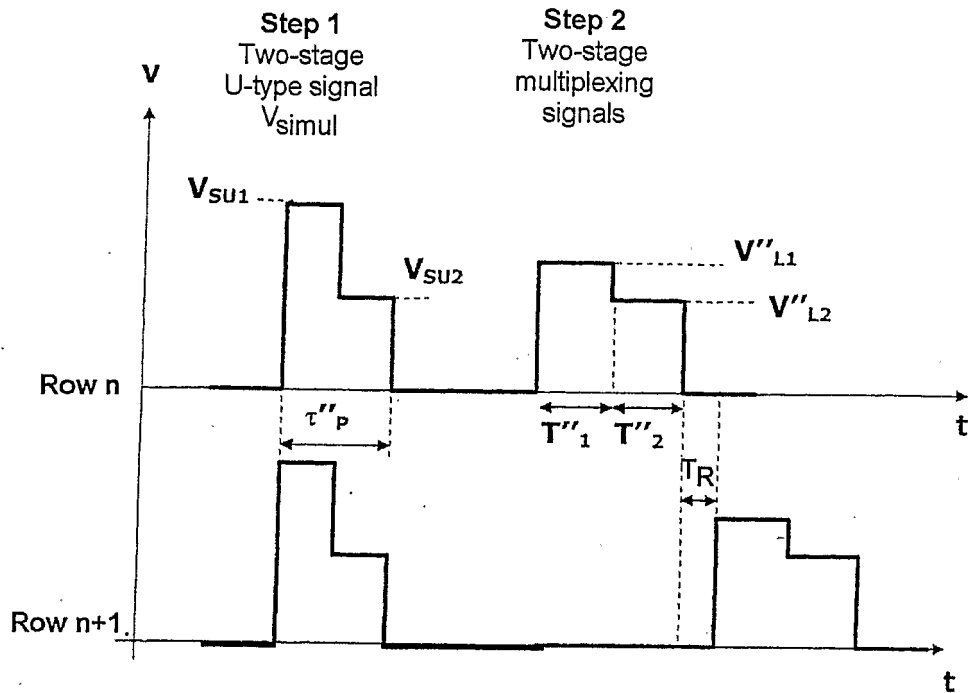 Step 1
Two-stage
U-type signal
Vsimul
Step 2
Two-stage
multiplexing
signals
V
VSU1
VSU2
V″L1
V″L2
Row n
t
τ″P
T″1
T″2
TR
Row n+1
t